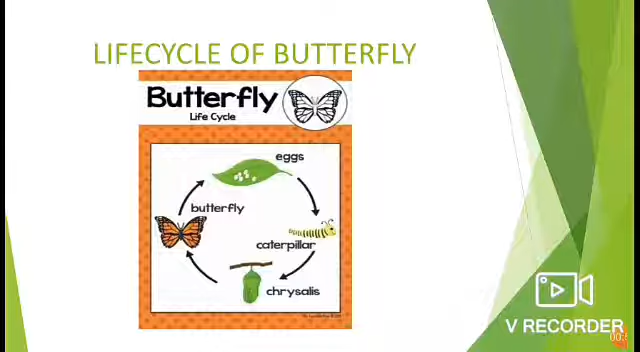 LIFECYCLE OF BUTTERFLY
Butterfly
Life Cycle
eggs
butterfly
caterpillar
chrysalis
V RECORDER